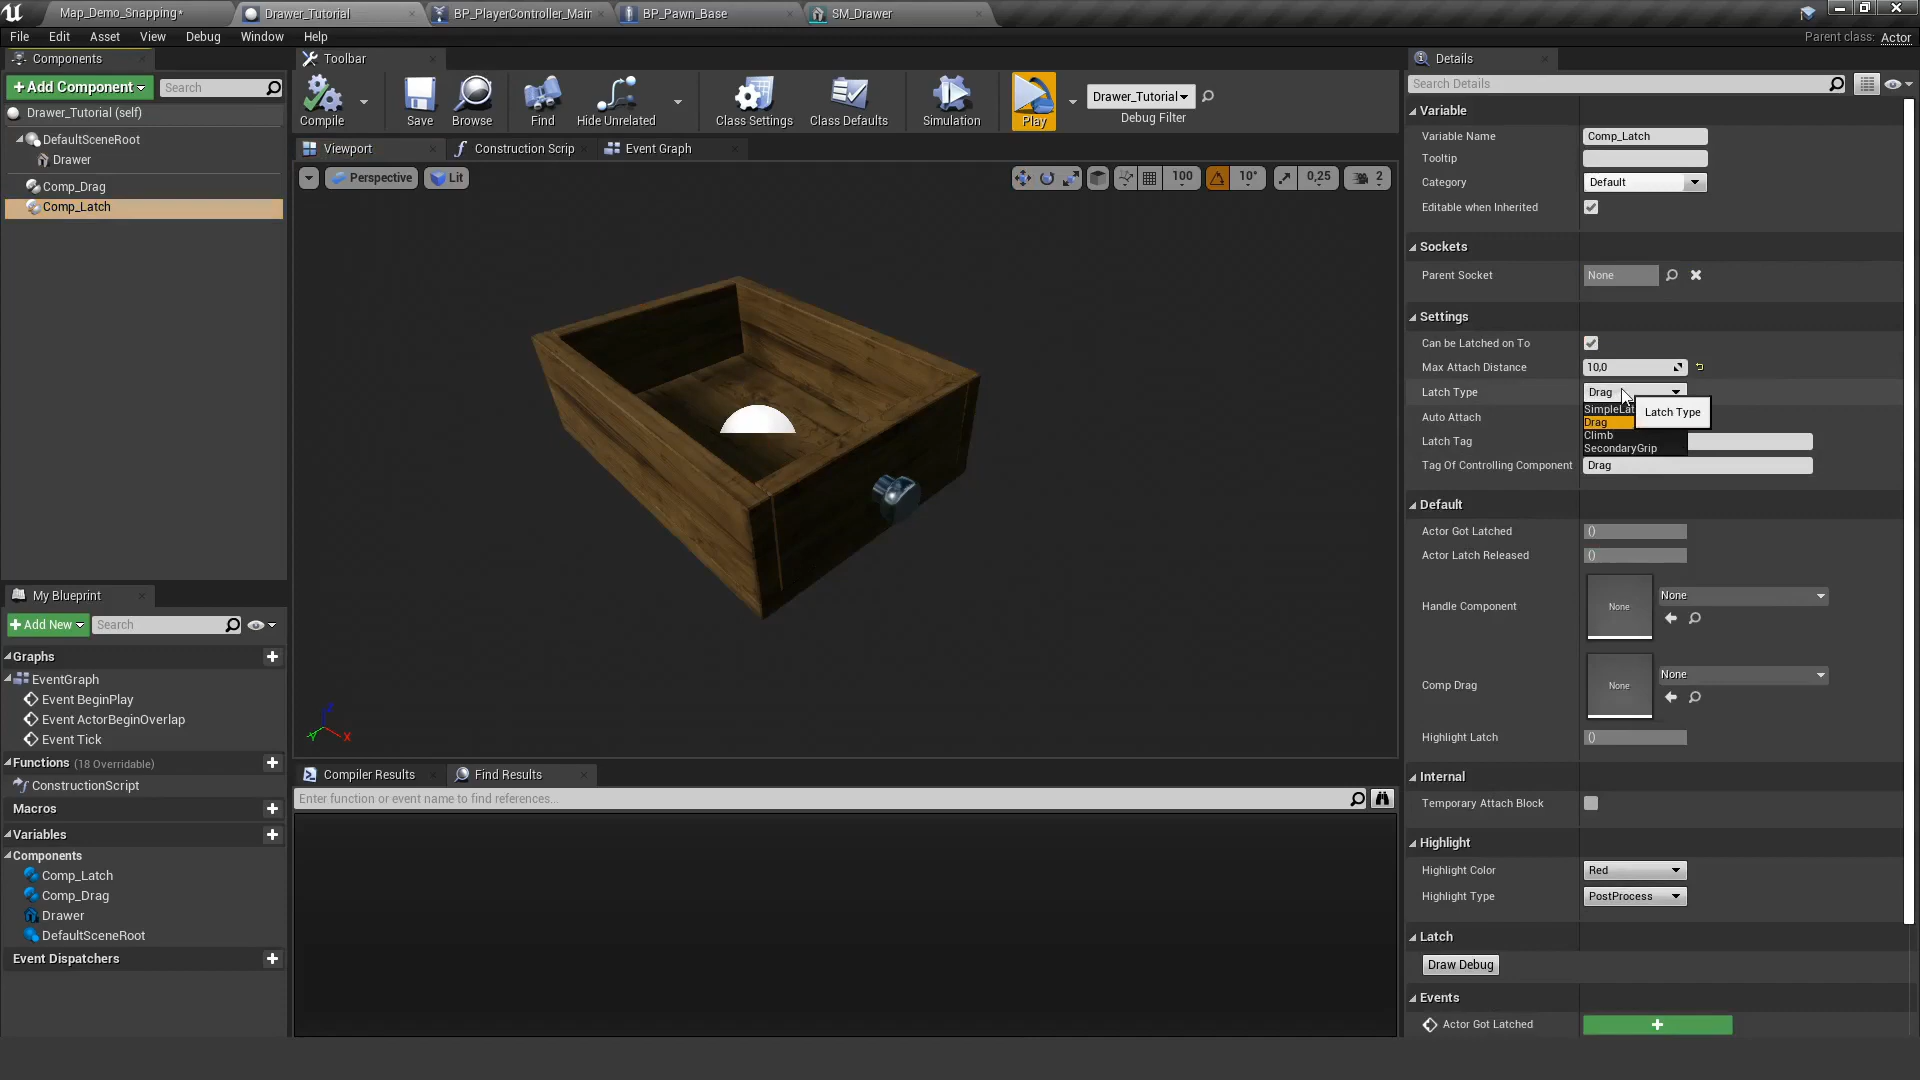 Map_Demo_Snapping*
Drawer_Tutorial
BP_PlayerController_Main
BP_Pawn_Base
SM_Drawer
File
Edit
Asset
View
Debug
Window
Help
Parent class: Actor
Components
Add Component
Search
Drawer_Tutorial (self)
DefaultSceneRoot
Drawer
Comp_Drag
Comp_Latch
Toolbar
Compile
Save
Browse
Find
Hide Unrelated
Class Settings
Class Defaults
Simulation
Play
Drawer_Tutorial
Debug Filter
Viewport
Construction Scrip
Event Graph
Perspective
Lit
100
10°
0,25
2
X
My Blueprint
Add New
Search
Graphs
EventGraph
Event BeginPlay
Event ActorBeginOverlap
Event Tick
Functions (18 Overridable)
ConstructionScript
Macros
Variables
Components
Comp_Latch
Comp_Drag
Drawer
DefaultSceneRoot
Event Dispatchers
Compiler Results
Find Results
Enter function or event name to find references...
Details
Search Details
Variable
Variable Name
Comp_Latch
Tooltip
Category
Default
Editable when Inherited
Sockets
Parent Socket
None
Settings
Can be Latched on To
Max Attach Distance
10,0
Latch Type
Drag
SimpleLat
Drag
Climb
SecondaryGrip
Latch Type
Auto Attach
Latch Tag
Tag Of Controlling Component
Drag
Default
Actor Got Latched
()
Actor Latch Released
()
Handle Component
None
None
Comp Drag
None
None
Highlight Latch
()
Internal
Temporary Attach Block
Highlight
Highlight Color
Red
Highlight Type
PostProcess
Latch
Draw Debug
Events
Actor Got Latched